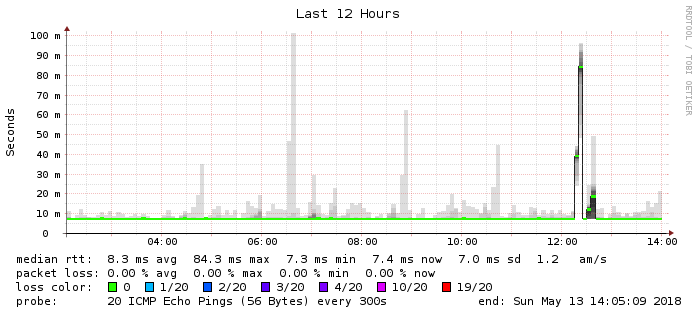 Last 12 Hours
RRDTOOL / TOBI OETIKER
Seconds
100 m
90 m
80 m
70 m
60 m
50 m
40 m
30 m
20 m
10 m
0
04:00 06:00 08:00 10:00 12:00 14:00
median rtt: 8.3 ms avg 84.3 ms max 7.3 ms min 7.4 ms now 7.0 ms sd 1.2 am/s
packet loss: 0.00 % avg 0.00 % max 0.00 % min 0.00 % now
loss color: 0 1/20 2/20 3/20 4/20 10/20 19/20
probe: 20 ICMP Echo Pings (56 Bytes) every 300s end: Sun May 13 14:05:09 2018